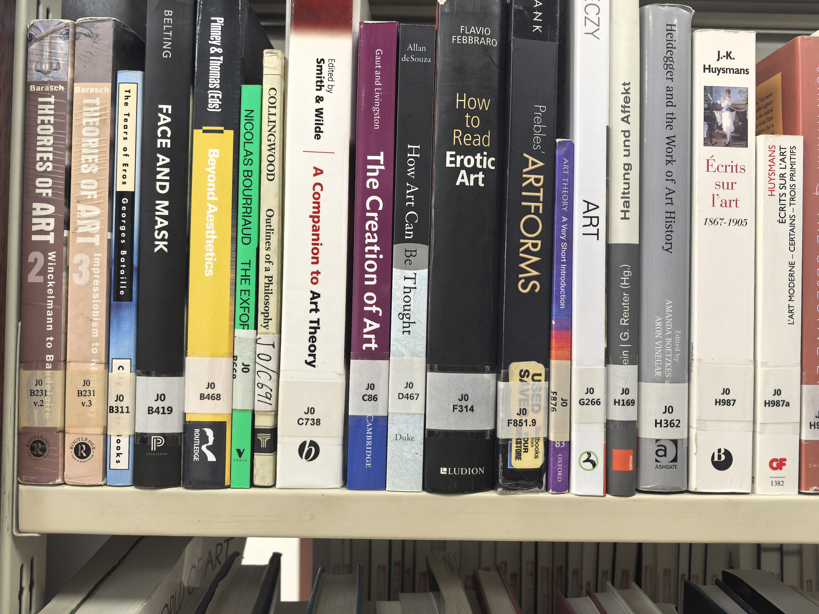 Barasch
THEORIES OF ART
2
Winckelmann to
J0
B231
v.2
ROUTLEDGE
Barasch
THEORIES OF ART
3
Impressionism to
J0
B231
v.3
ROUTLEDGE
The Tears of Eros
Georges Bataille
J0
B311
BELTING
FACE AND MASK
J0
B419
PRINCETON
Pinney & Thomas (Eds)
Beyond Aesthetics
J0
B468
ROUTLEDGE
NICOLAS BOURRIAUD
THE EXFOR
J0
COLLINGWOOD
Outlines of a Philosophy
J0/C691
Edited by
Smith & Wilde
A Companion to Art Theory
J0
C738
Gaut and Livingston
The Creation of Art
J0
C86
CAMBRIDGE
Allan
deSouza
How Art Can Be Thought
J0
D467
Duke
FLAVIO
FEBBRARO
How
to
Read
Erotic
Art
J0
F314
LUDION
ANK
Prebles'
ARTFORMS
USED
J0
F851.9
ART THEORY A Very Short Introduction
J0
F876
OXFORD
ECZY
ART
J0
G266
Haltung und Affekt
ein | G. Reuter (Hg.)
J0
H169
Heidegger and the Work of Art History
Edited by
AMANDA BOETZKES
ARON VINEGAR
J0
H362
ASHGATE
J.-K.
Huysmans
Écrits
sur
l'art
1867-1905
J0
H987
HUYSMANS
ÉCRITS SUR L'ART
L'ART MODERNE – CERTAINS – TROIS PRIMITIFS
J0
H987a
GF
1382
J0